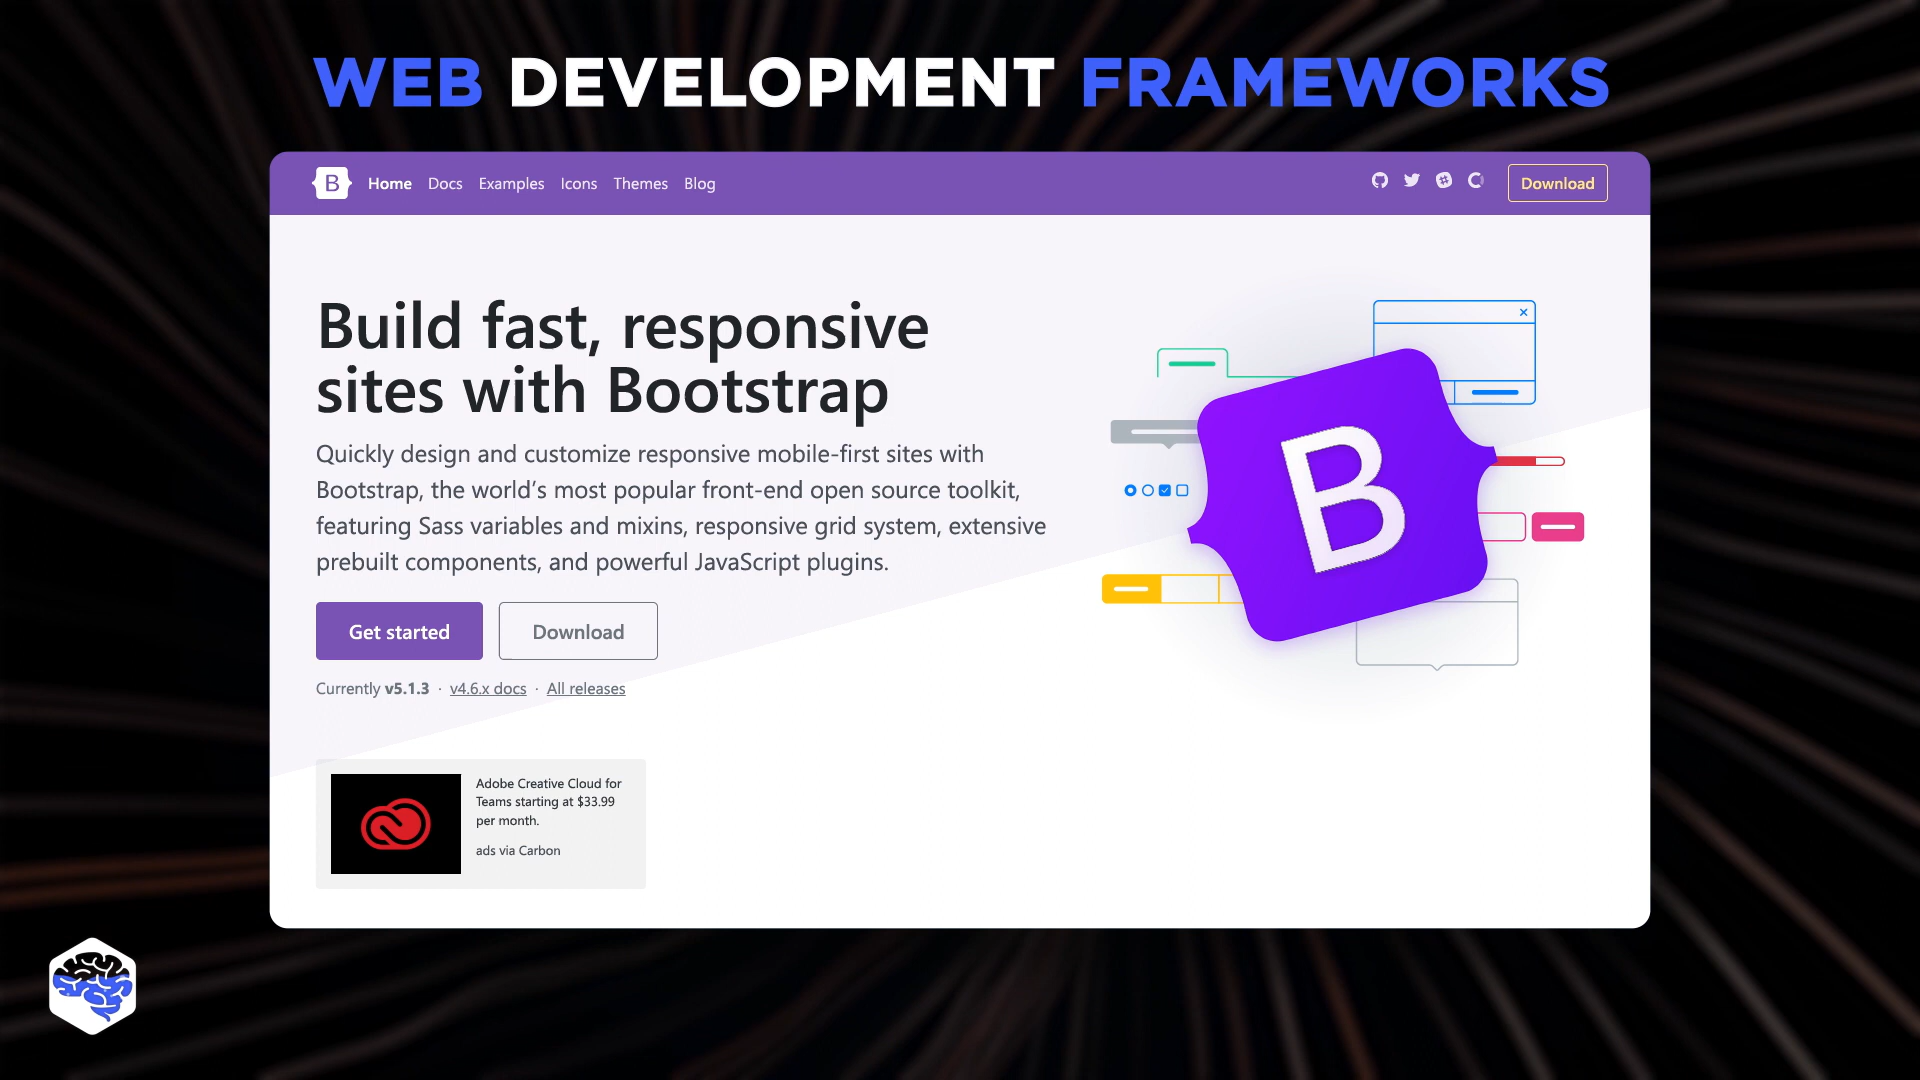 WEB DEVELOPMENT FRAMEWORKS
B Home Docs Examples Icons Themes Blog Download
Build fast, responsive
sites with Bootstrap
Quickly design and customize responsive mobile-first sites with
Bootstrap, the world’s most popular front-end open source toolkit,
featuring Sass variables and mixins, responsive grid system, extensive
prebuilt components, and powerful JavaScript plugins.
Get started Download
Currently v5.1.3 · v4.6.x docs · All releases
B
Adobe Creative Cloud for
Teams starting at $33.99
per month.
ads via Carbon